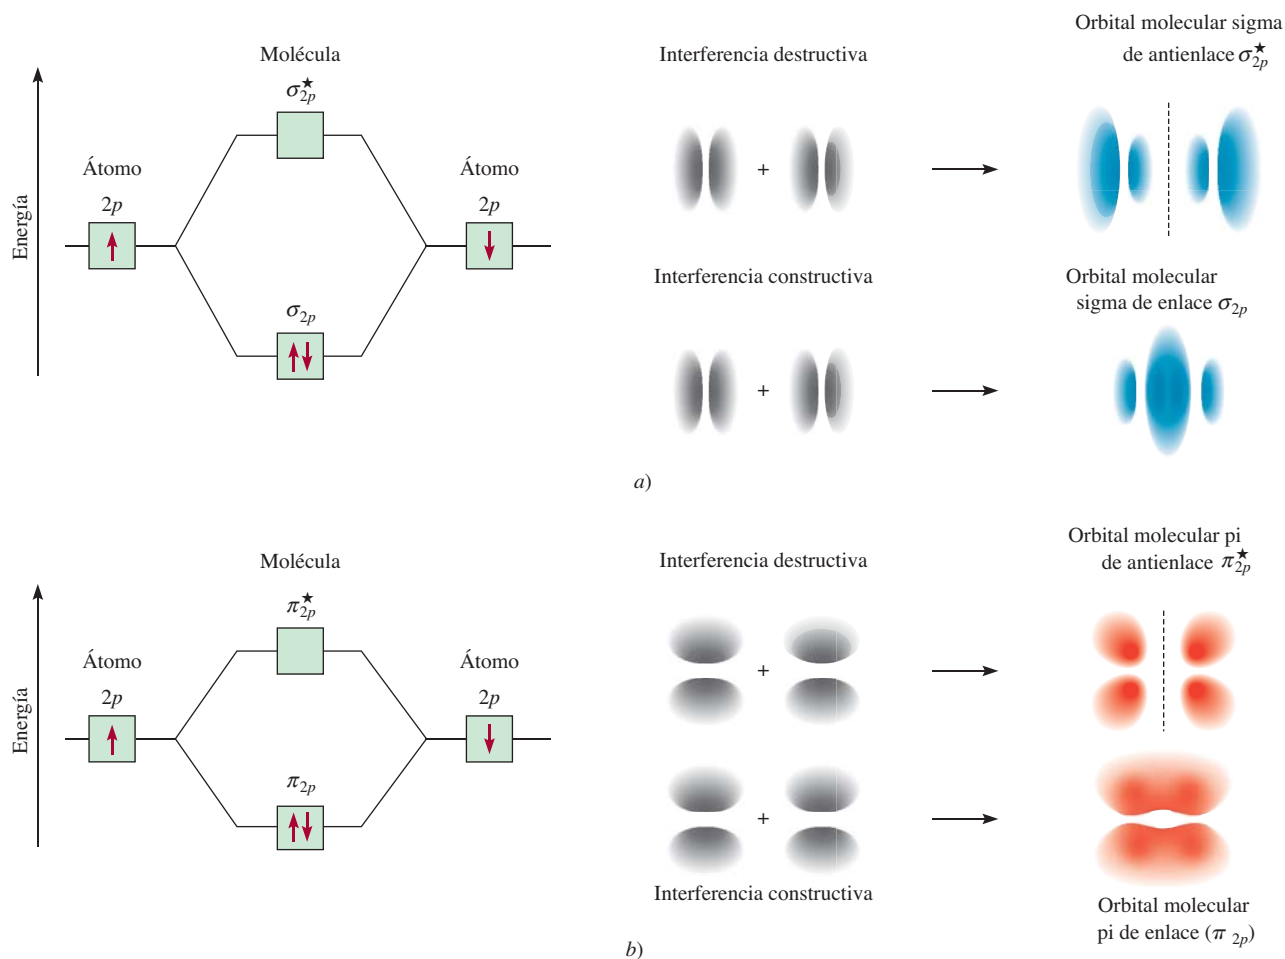 Orbital molecular sigma
de antienlace σ★2p
Molécula
Interferencia destructiva
σ★2p
Átomo
2p
Átomo
2p
+
Energía
Interferencia constructiva
Orbital molecular
sigma de enlace σ2p
σ2p
+
a)
Orbital molecular pi
de antienlace π★2p
Molécula
Interferencia destructiva
π★2p
Átomo
2p
Átomo
2p
+
Energía
π2p
+
Interferencia constructiva
Orbital molecular
pi de enlace (π 2p)
b)